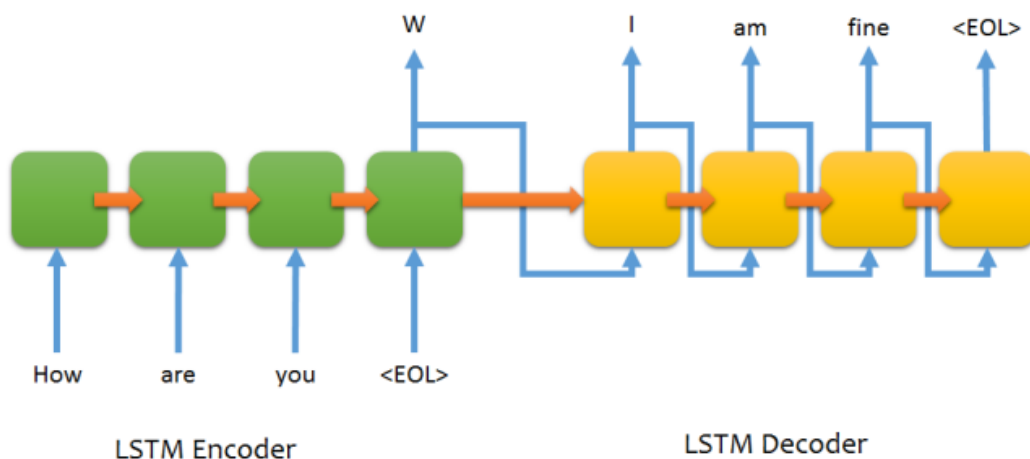 W I am fine <EOL>
How are you <EOL>
LSTM Encoder LSTM Decoder